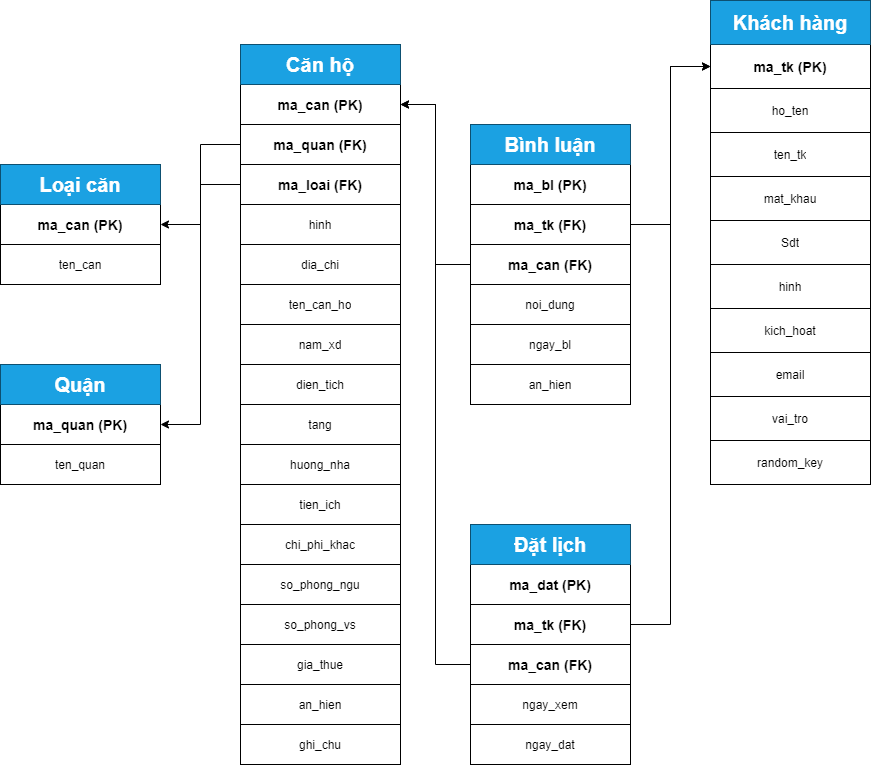 Loại căn
ma_can (PK)
ten_can
Quận
ma_quan (PK)
ten_quan
Căn hộ
ma_can (PK)
ma_quan (FK)
ma_loai (FK)
hinh
dia_chi
ten_can_ho
nam_xd
dien_tich
tang
huong_nha
tien_ich
chi_phi_khac
so_phong_ngu
so_phong_vs
gia_thue
an_hien
ghi_chu
Bình luận
ma_bl (PK)
ma_tk (FK)
ma_can (FK)
noi_dung
ngay_bl
an_hien
Đặt lịch
ma_dat (PK)
ma_tk (FK)
ma_can (FK)
ngay_xem
ngay_dat
Khách hàng
ma_tk (PK)
ho_ten
ten_tk
mat_khau
Sdt
hinh
kich_hoat
email
vai_tro
random_key